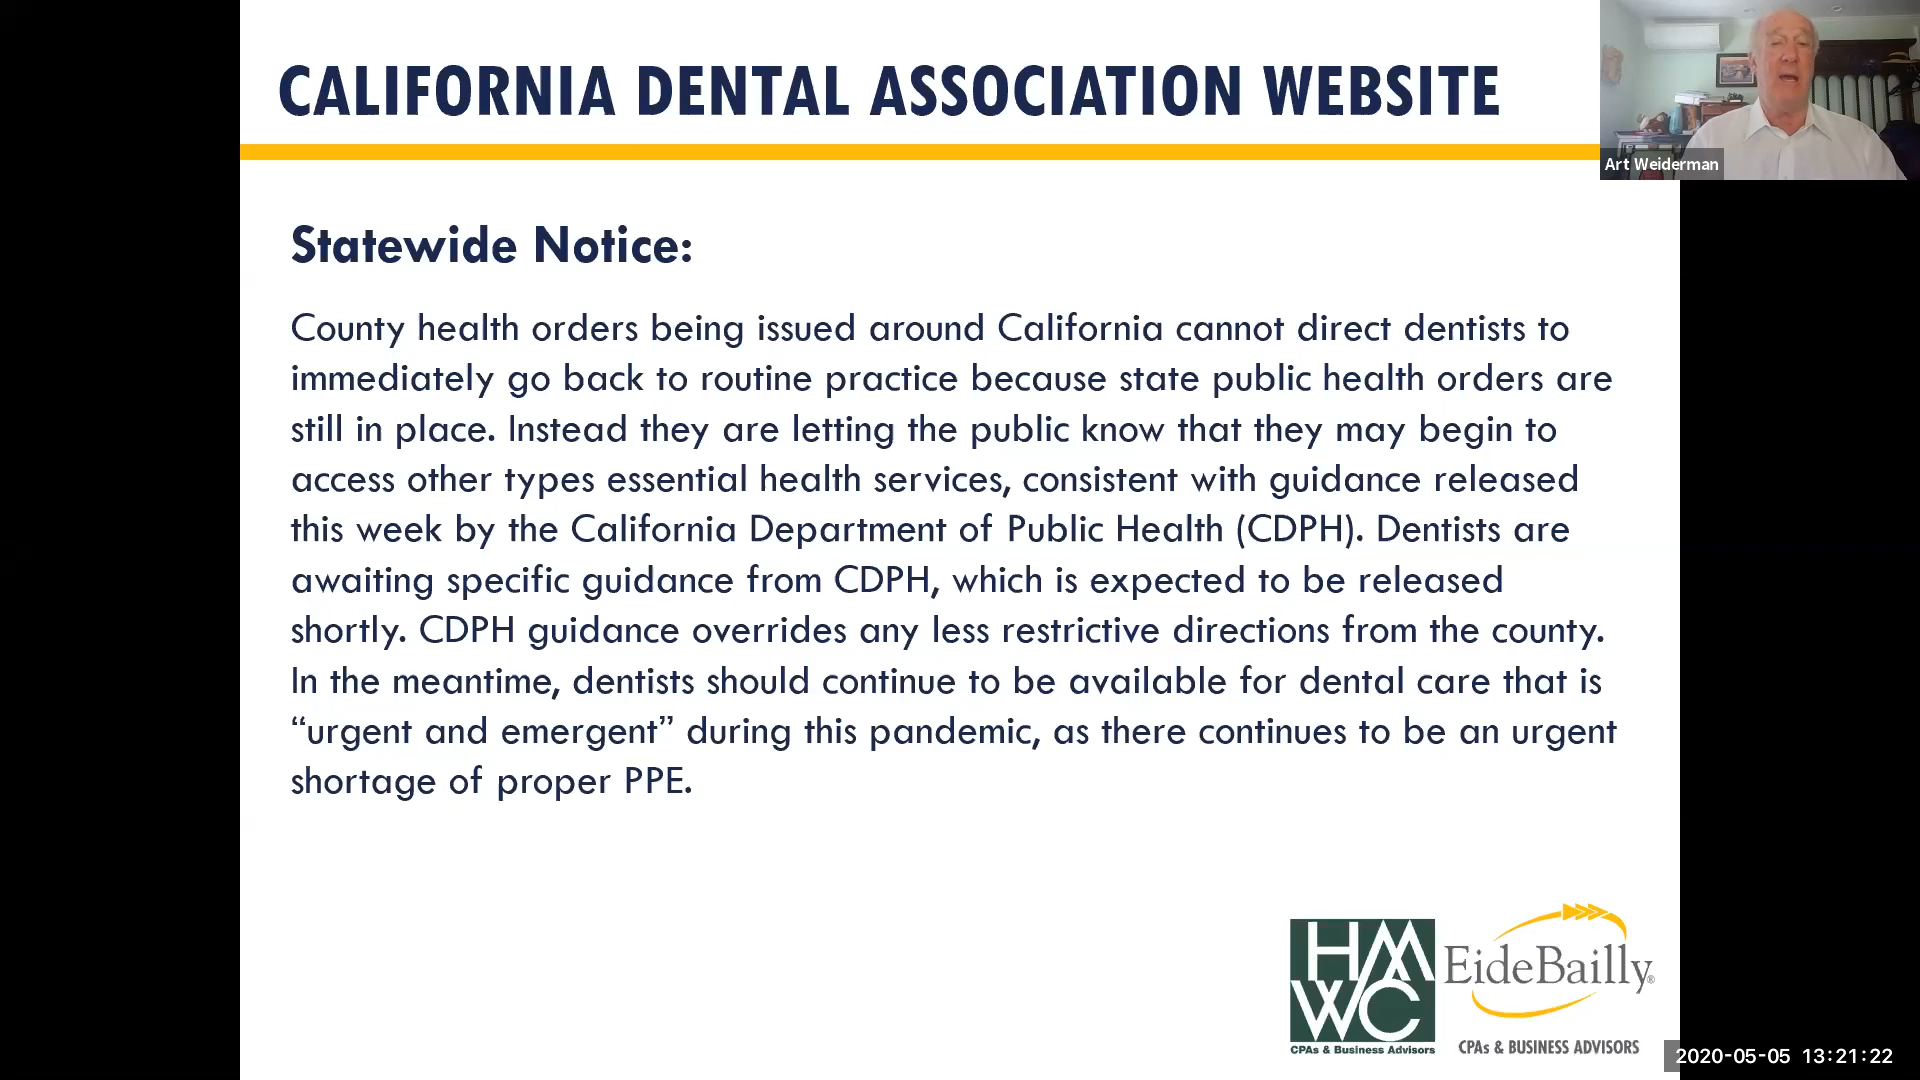 CALIFORNIA DENTAL ASSOCIATION WEBSITE
Art Weiderman
Statewide Notice:
County health orders being issued around California cannot direct dentists to
immediately go back to routine practice because state public health orders are
still in place. Instead they are letting the public know that they may begin to
access other types essential health services, consistent with guidance released
this week by the California Department of Public Health (CDPH). Dentists are
awaiting specific guidance from CDPH, which is expected to be released
shortly. CDPH guidance overrides any less restrictive directions from the county.
In the meantime, dentists should continue to be available for dental care that is
“urgent and emergent” during this pandemic, as there continues to be an urgent
shortage of proper PPE.
HM
WC
CPAs & Business Advisors
EideBailly®
CPAs & BUSINESS ADVISORS
2020-05-05 13:21:22